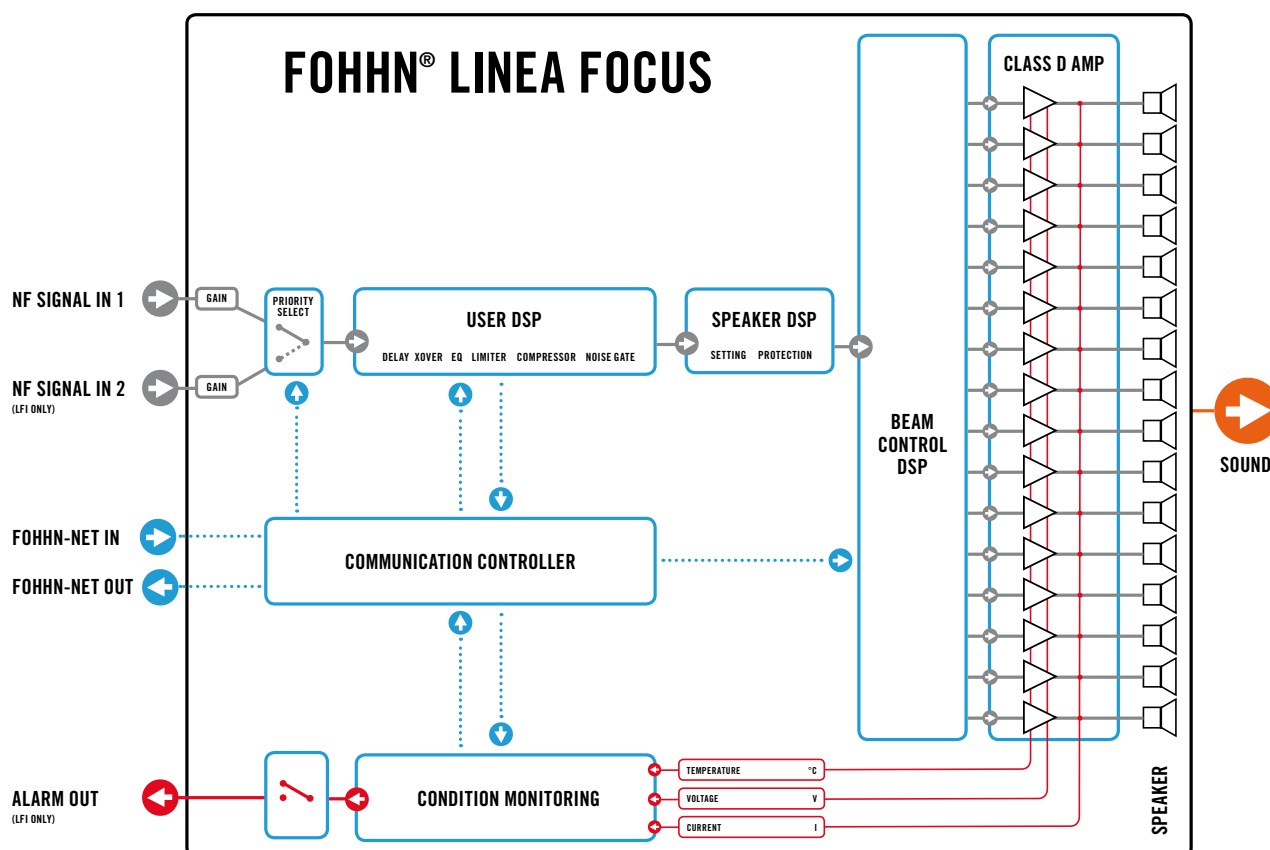 FOHHN® LINEA FOCUS
CLASS D AMP
NF SIGNAL IN 1
GAIN
PRIORITY
SELECT
USER DSP
DELAY XOVER EQ LIMITER COMPRESSOR NOISE GATE
SPEAKER DSP
SETTING PROTECTION
NF SIGNAL IN 2
(LFI ONLY)
GAIN
BEAM
CONTROL
DSP
SOUND
FOHHN-NET IN
FOHHN-NET OUT
COMMUNICATION CONTROLLER
ALARM OUT
(LFI ONLY)
CONDITION MONITORING
TEMPERATURE °C
VOLTAGE V
CURRENT I
SPEAKER